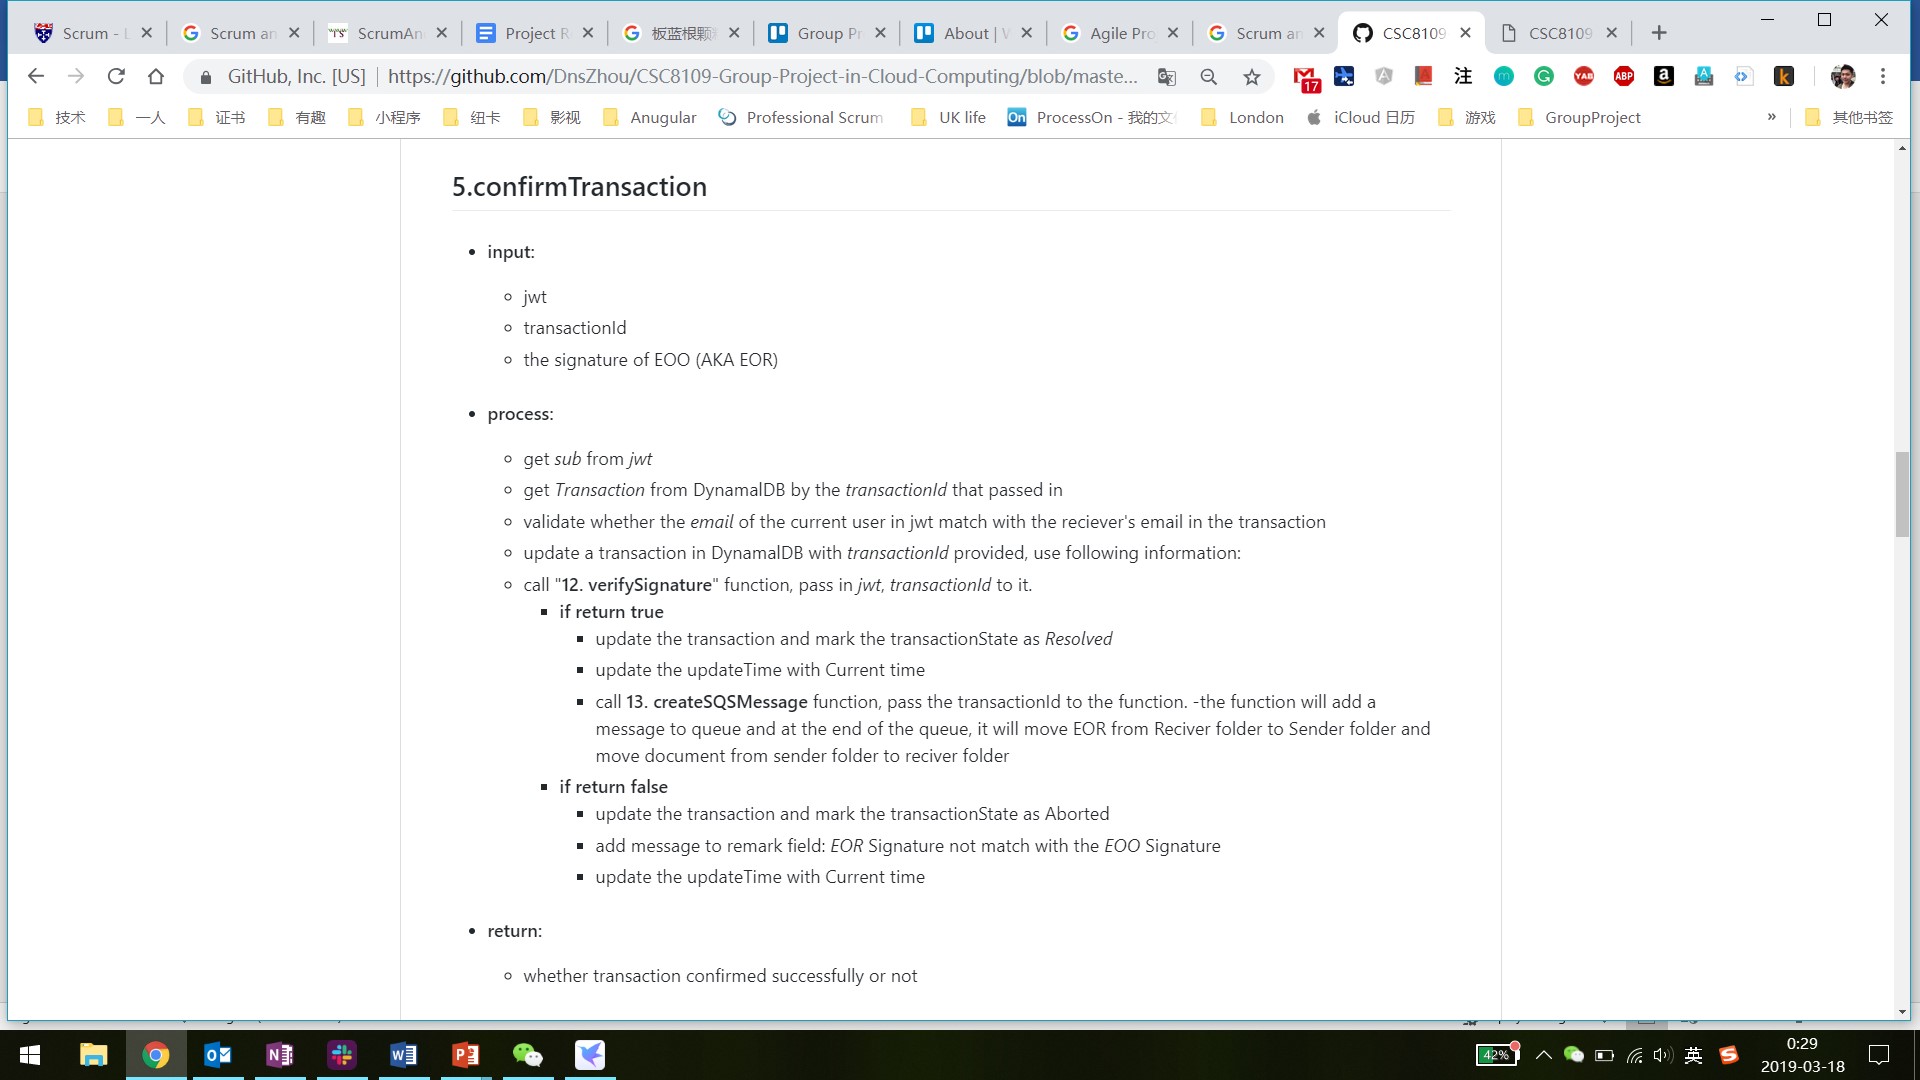 Scrum - L
Scrum an
ScrumAn
Project R
板蓝根颗
Group Pr
About | W
Agile Pro
Scrum an
CSC8109
CSC8109
GitHub, Inc. [US] | https://github.com/DnsZhou/CSC8109-Group-Project-in-Cloud-Computing/blob/maste...
17
注
YAB
ABP
技术
一人
证书
有趣
小程序
纽卡
影视
Anugular
Professional Scrum
UK life
On ProcessOn - 我的文
London
iCloud 日历
游戏
GroupProject
»
其他书签
5.confirmTransaction
input:
jwt
transactionId
the signature of EOO (AKA EOR)
process:
get sub from jwt
get Transaction from DynamalDB by the transactionId that passed in
validate whether the email of the current user in jwt match with the reciever's email in the transaction
update a transaction in DynamalDB with transactionId provided, use following information:
call "12. verifySignature" function, pass in jwt, transactionId to it.
if return true
update the transaction and mark the transactionState as Resolved
update the updateTime with Current time
call 13. createSQSMessage function, pass the transactionId to the function. -the function will add a
message to queue and at the end of the queue, it will move EOR from Reciver folder to Sender folder and
move document from sender folder to reciver folder
if return false
update the transaction and mark the transactionState as Aborted
add message to remark field: EOR Signature not match with the EOO Signature
update the updateTime with Current time
return:
whether transaction confirmed successfully or not
42%
英
0:29
2019-03-18